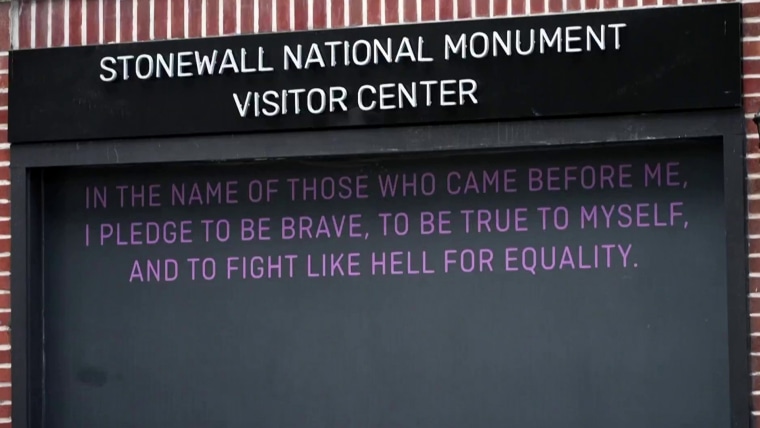 STONEWALL NATIONAL MONUMENT
VISITOR CENTER
IN THE NAME OF THOSE WHO CAME BEFORE ME,
I PLEDGE TO BE BRAVE, TO BE TRUE TO MYSELF,
AND TO FIGHT LIKE HELL FOR EQUALITY.